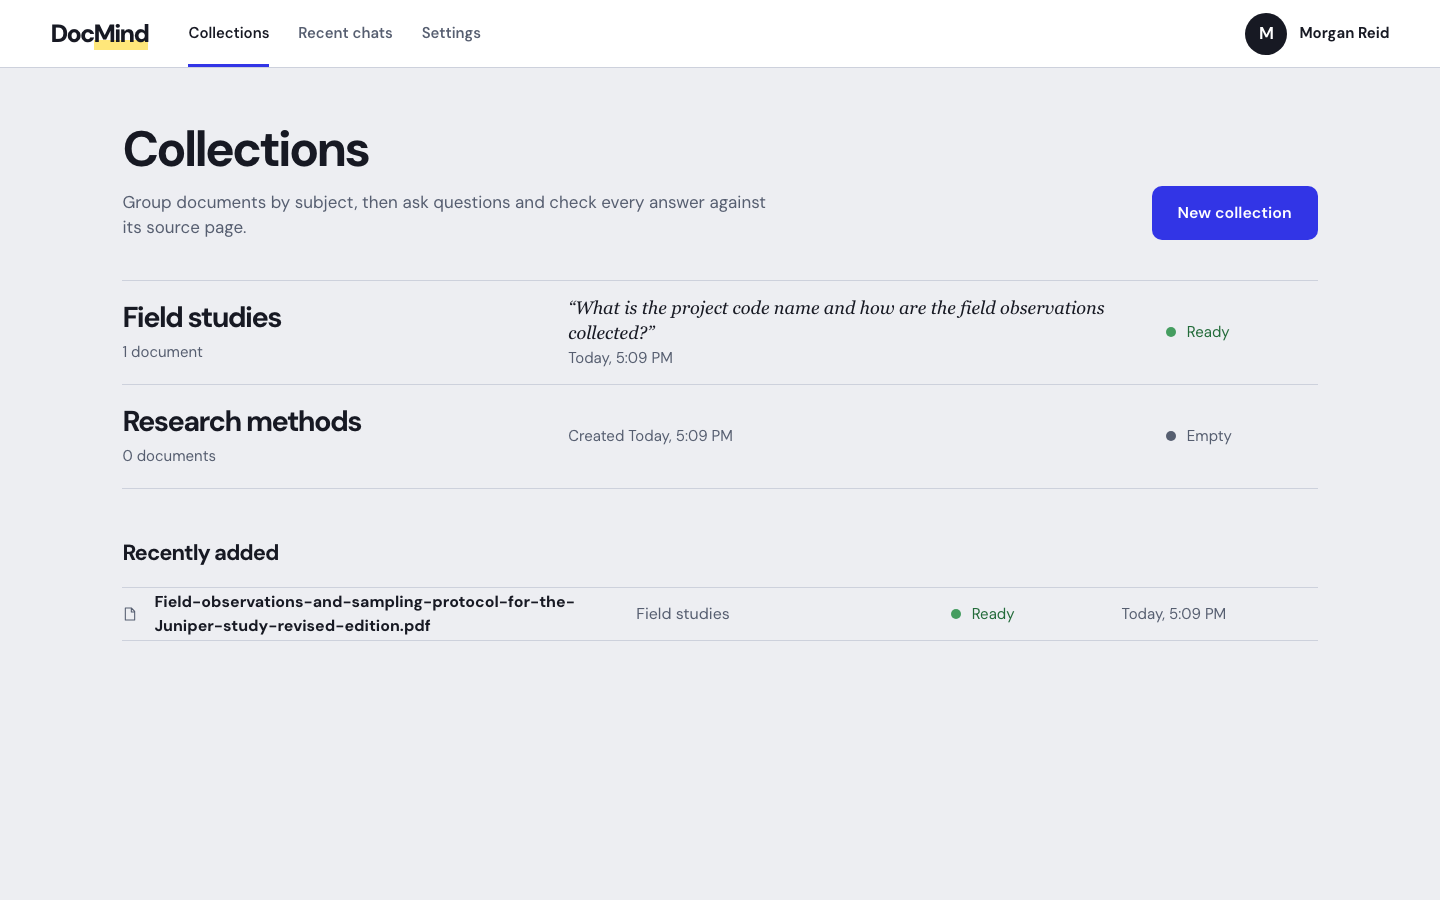 DocMind
Collections
Recent chats
Settings
M
Morgan Reid
Collections
Group documents by subject, then ask questions and check every answer against
its source page.
New collection
Field studies
1 document
“What is the project code name and how are the field observations
collected?”
Today, 5:09 PM
Ready
Research methods
0 documents
Created Today, 5:09 PM
Empty
Recently added
Field-observations-and-sampling-protocol-for-the-
Juniper-study-revised-edition.pdf
Field studies
Ready
Today, 5:09 PM